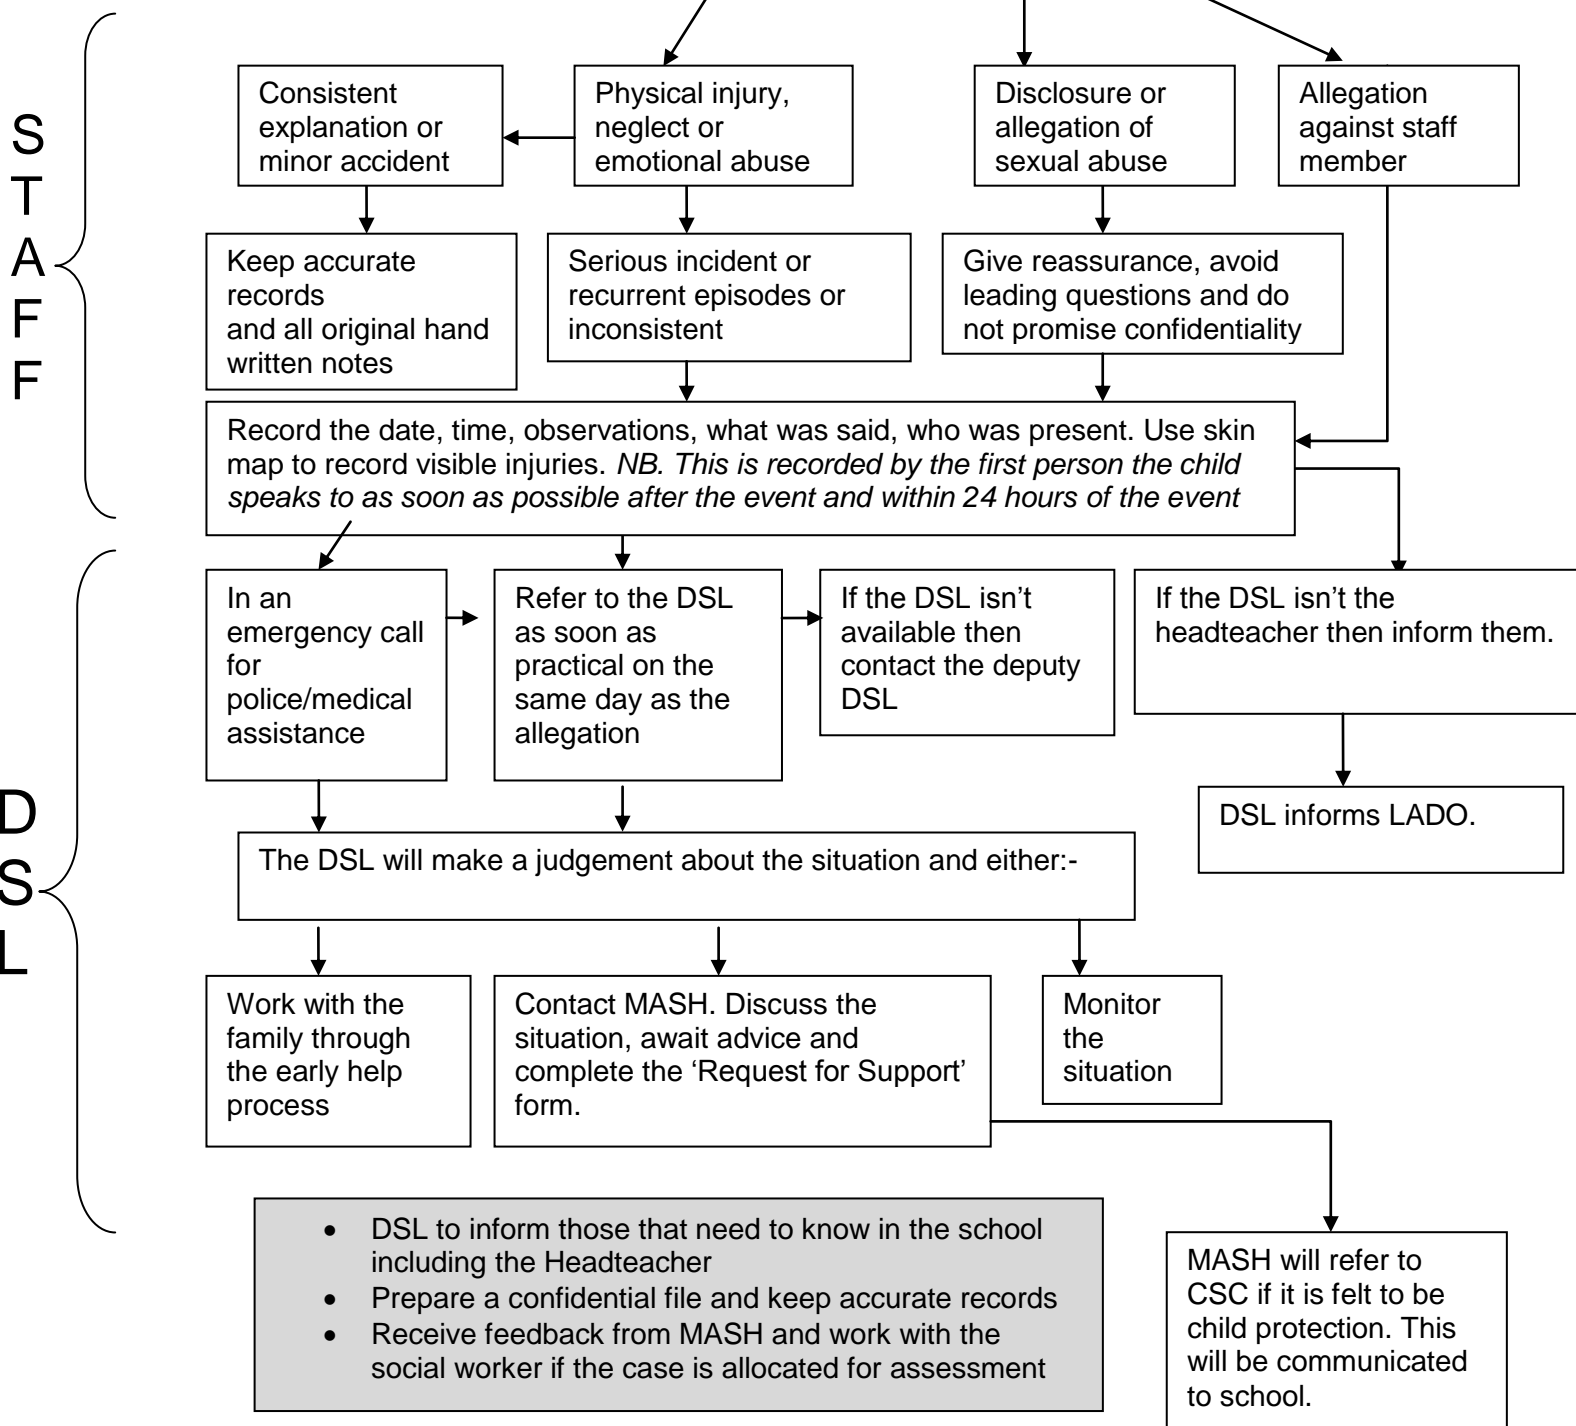 S
T
A
F
F
Consistent
explanation or
minor accident
Physical injury,
neglect or
emotional abuse
Disclosure or
allegation of
sexual abuse
Allegation
against staff
member
Keep accurate
records
and all original hand
written notes
Serious incident or
recurrent episodes or
inconsistent
Give reassurance, avoid
leading questions and do
not promise confidentiality
Record the date, time, observations, what was said, who was present. Use skin
map to record visible injuries. NB. This is recorded by the first person the child
speaks to as soon as possible after the event and within 24 hours of the event
D
S
L
In an
emergency call
for
police/medical
assistance
Refer to the DSL
as soon as
practical on the
same day as the
allegation
If the DSL isn't
available then
contact the deputy
DSL
If the DSL isn't the
headteacher then inform them.
DSL informs LADO.
The DSL will make a judgement about the situation and either:-
Work with the
family through
the early help
process
Contact MASH. Discuss the
situation, await advice and
complete the ‘Request for Support’
form.
Monitor
the
situation
• DSL to inform those that need to know in the school
including the Headteacher
• Prepare a confidential file and keep accurate records
• Receive feedback from MASH and work with the
social worker if the case is allocated for assessment
MASH will refer to
CSC if it is felt to be
child protection. This
will be communicated
to school.